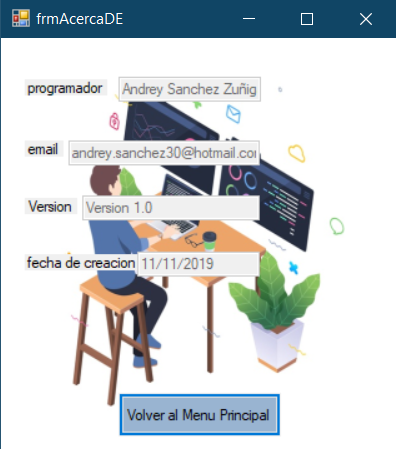 frmAcercaDE
programador Andrey Sanchez Zuñig
email andrey.sanchez30@hotmail.co
Version Version 1.0
fecha de creacion 11/11/2019
Volver al Menu Principal